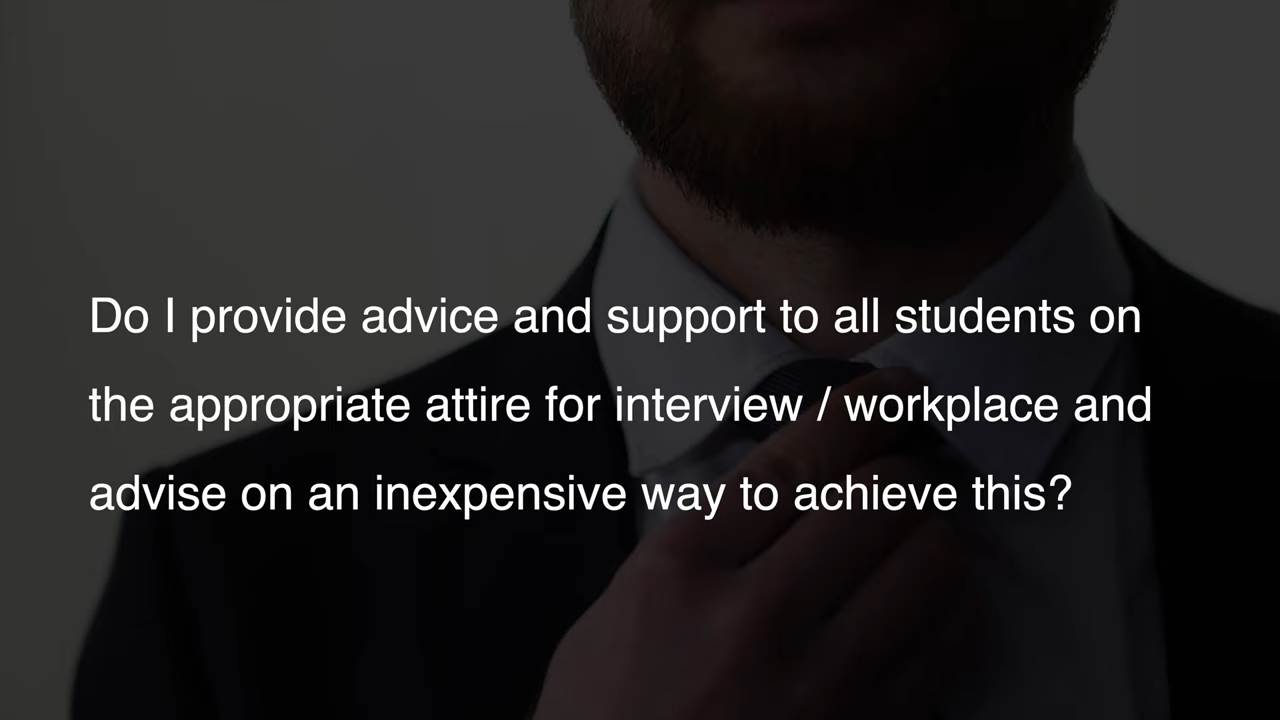 Do I provide advice and support to all students on
the appropriate attire for interview / workplace and
advise on an inexpensive way to achieve this?